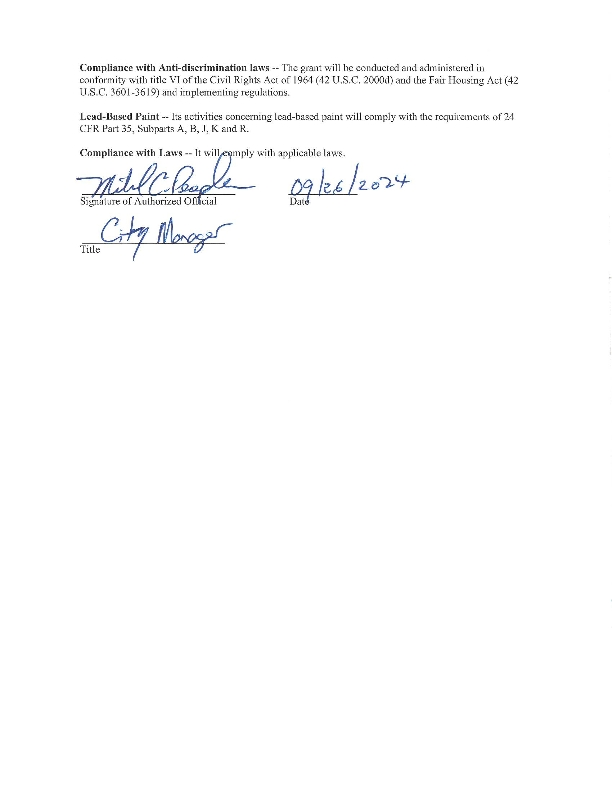 Compliance with Anti-discrimination laws -- The grant will be conducted and administered in
conformity with title VI of the Civil Rights Act of 1964 (42 U.S.C. 2000d) and the Fair Housing Act (42
U.S.C. 3601-3619) and implementing regulations.
Lead-Based Paint -- Its activities concerning lead-based paint will comply with the requirements of 24
CFR Part 35, Subparts A, B, J, K and R.
Compliance with Laws -- It will comply with applicable laws.
09/26/2024
Signature of Authorized Official Date
City Manager
Title